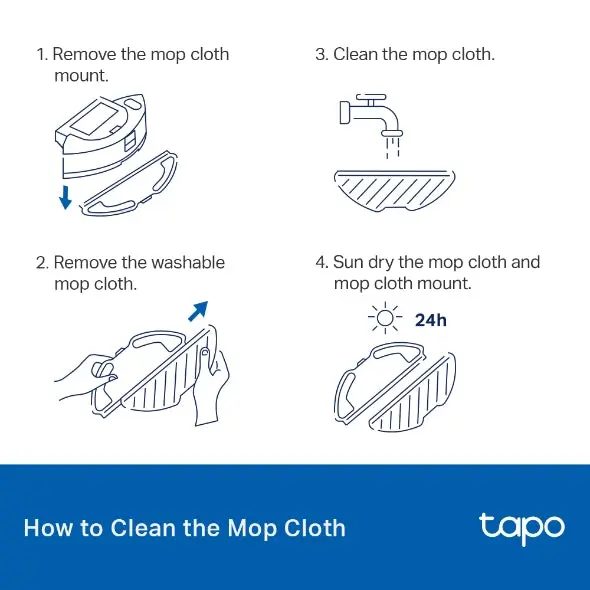 1. Remove the mop cloth
mount.
2. Remove the washable
mop cloth.
3. Clean the mop cloth.
4. Sun dry the mop cloth and
mop cloth mount.
24h
How to Clean the Mop Cloth
tapo